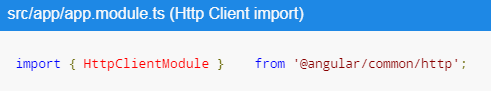 src/app/app.module.ts (Http Client import)
import { HttpClientModule }    from '@angular/common/http';